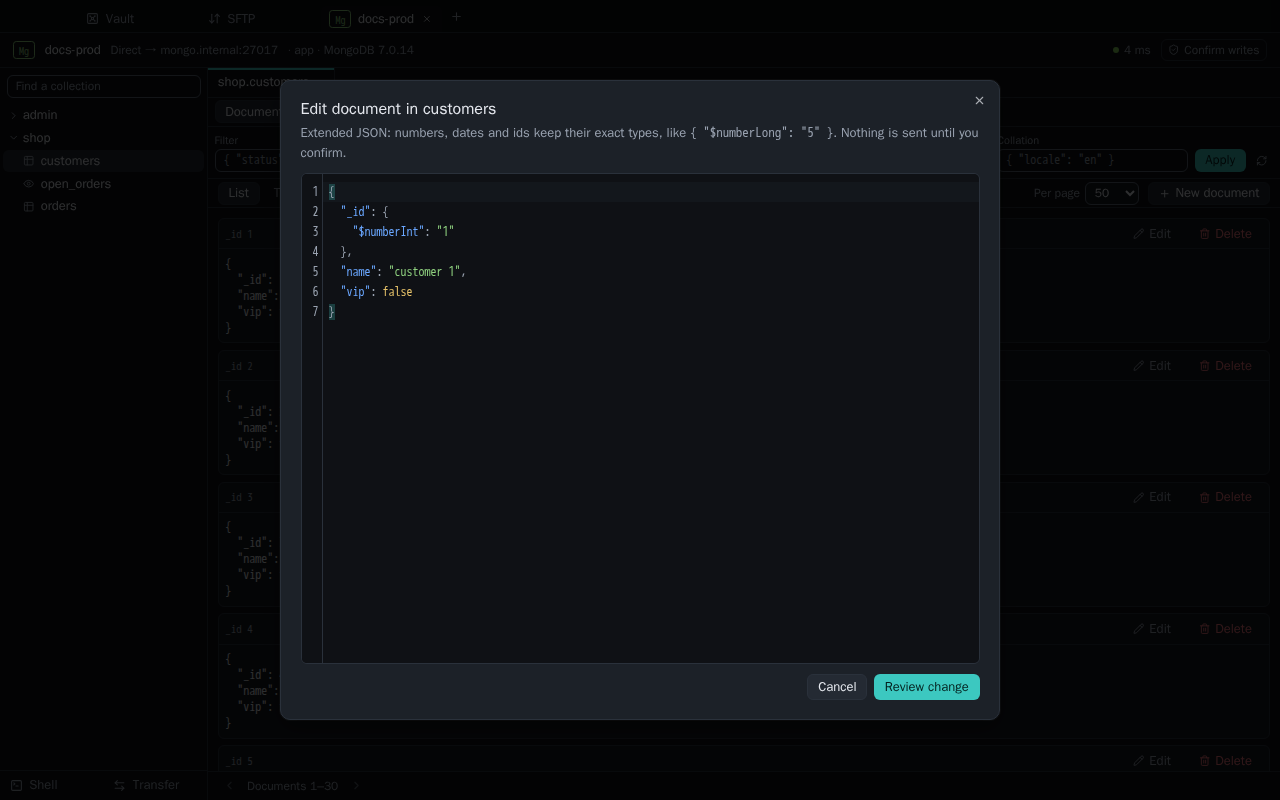 Vault SFTP Mg docs-prod × +
Mg docs-prod Direct → mongo.internal:27017 · app · MongoDB 7.0.14 4 ms Confirm writes
Find a collection
admin
shop
customers
open_orders
orders
Shell Transfer
shop.customers
Filter
{ "status
Collation
{ "locale": "en" }
Apply
List
Per page 50 + New document
_id 1 Edit Delete
{
"_id":
"name":
"vip":
}
_id 2 Edit Delete
{
"_id":
"name":
"vip":
}
_id 3 Edit Delete
{
"_id":
"name":
"vip":
}
_id 4 Edit Delete
{
"_id":
"name":
"vip":
}
_id 5 Edit Delete
Documents 1–30
Edit document in customers
Extended JSON: numbers, dates and ids keep their exact types, like { "$numberLong": "5" }. Nothing is sent until you
confirm.
1 {
2 "_id": {
3 "$numberInt": "1"
4 },
5 "name": "customer 1",
6 "vip": false
7 }
Cancel Review change